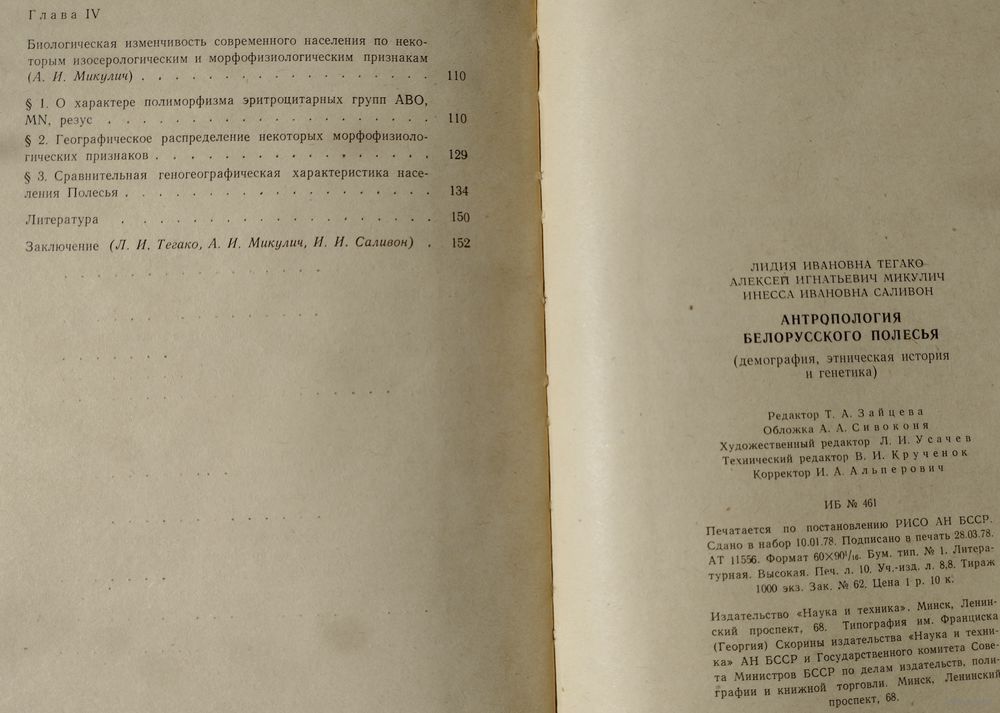 Глава IV
Биологическая изменчивость современного населения по неко-
торым изосерологическим и морфофизиологическим признакам
(А. И. Микулич) . . . . . . . . . . . . . . . . 110
§ 1. О характере полиморфизма эритроцитарных групп АВО,
MN, резус . . . . . . . . . . . . . . . . . . 110
§ 2. Географическое распределение некоторых морфофизиоло-
гических признаков . . . . . . . . . . . . . . . 129
§ 3. Сравнительная геногеографическая характеристика насе-
ления Полесья . . . . . . . . . . . . . . . . . 134
Литература . . . . . . . . . . . . . . . . . 150
Заключение (Л. И. Тегако, А. И. Микулич, И. И. Саливон) . 152
ЛИДИЯ ИВАНОВНА ТЕГАКО
АЛЕКСЕЙ ИГНАТЬЕВИЧ МИКУЛИЧ
ИНЕССА ИВАНОВНА САЛИВОН
АНТРОПОЛОГИЯ
БЕЛОРУССКОГО ПОЛЕСЬЯ
(демография, этническая история
и генетика)
Редактор Т. А. Зайцева
Обложка А. А. Сивоконя
Художественный редактор Л. И. Усачев
Технический редактор В. И. Крученок
Корректор И. А. Альперович
ИБ № 461
Печатается по постановлению РИСО АН БССР.
Сдано в набор 10.01.78. Подписано в печать 28.03.78.
АТ 11556. Формат 60×90¹/₁₆. Бум. тип. № 1. Литера-
турная. Высокая. Печ. л. 10. Уч.-изд. л. 8,8. Тираж
1000 экз. Зак. № 62. Цена 1 р. 10 к.
Издательство «Наука и техника». Минск, Ленин-
ский проспект, 68. Типография им. Франциска
(Георгия) Скорины издательства «Наука и техни-
ка» АН БССР и Государственного комитета Сове-
та Министров БССР по делам издательств, поли-
графии и книжной торговли. Минск, Ленинский
проспект, 68.